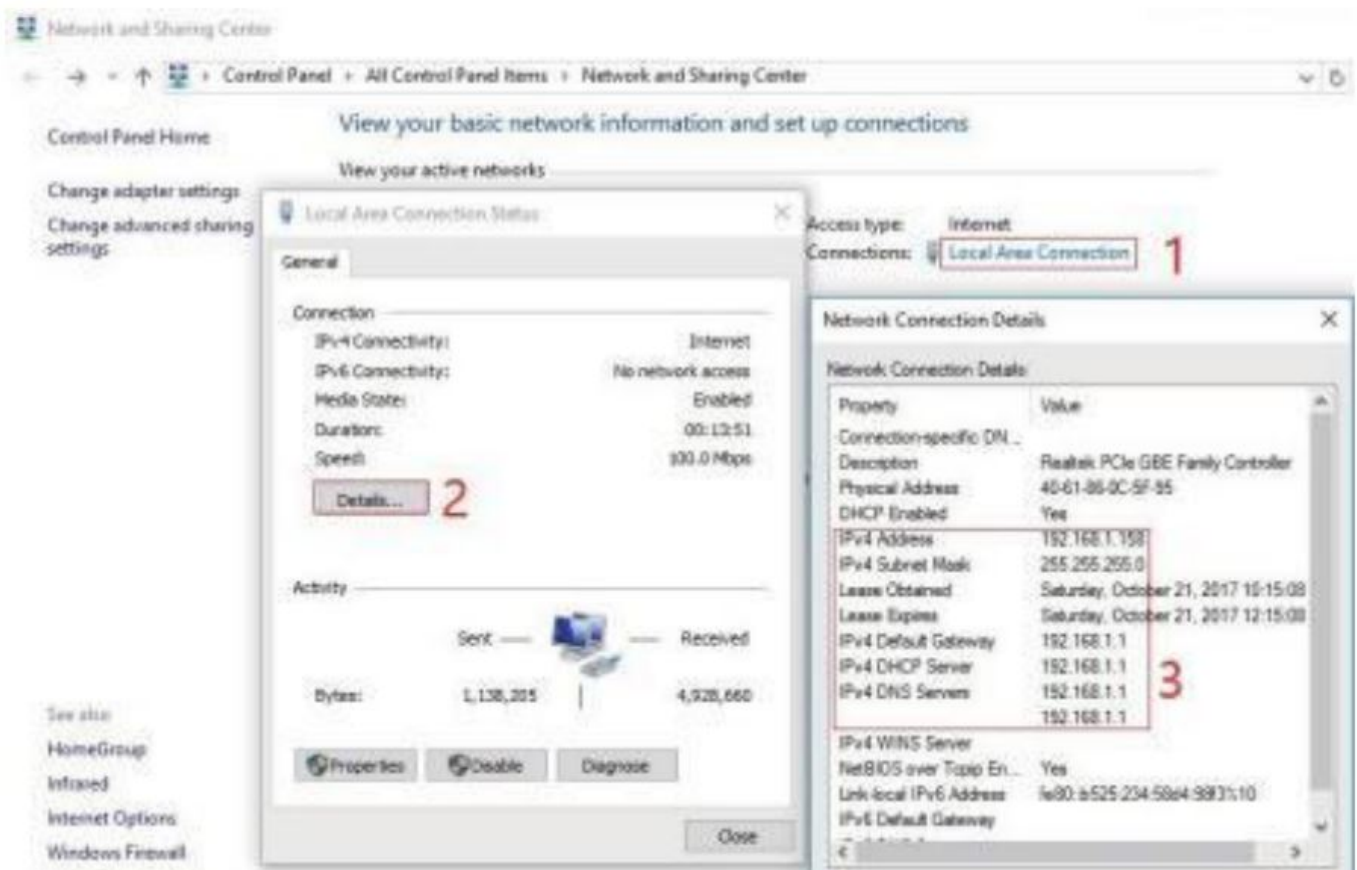 Network and Sharing Center
Control Panel › All Control Panel Items › Network and Sharing Center
Control Panel Home
Change adapter settings
Change advanced sharing
settings
View your basic network information and set up connections
View your active networks
Access type: Internet
Connections: Local Area Connection
1
Local Area Connection Status
General
Connection
IPv4 Connectivity: Internet
IPv6 Connectivity: No network access
Media State: Enabled
Duration: 00:13:51
Speed: 100.0 Mbps
Details...
2
Activity
Sent — — Received
Bytes: 1,138,205 4,928,660
Properties Disable Diagnose
Close
Network Connection Details
Network Connection Details:
Property Value
Connection-specific DN...
Description Realtek PCIe GBE Family Controller
Physical Address 40-61-86-0C-5F-95
DHCP Enabled Yes
IPv4 Address 192.168.1.158
IPv4 Subnet Mask 255.255.255.0
Lease Obtained Saturday, October 21, 2017 10:15:08
Lease Expires Saturday, October 21, 2017 12:15:08
IPv4 Default Gateway 192.168.1.1
IPv4 DHCP Server 192.168.1.1
IPv4 DNS Servers 192.168.1.1
192.168.1.1
3
IPv4 WINS Server
NetBIOS over Tcpip En... Yes
Link-local IPv6 Address
IPv6 Default Gateway
See also
HomeGroup
Infrared
Internet Options
Windows Firewall